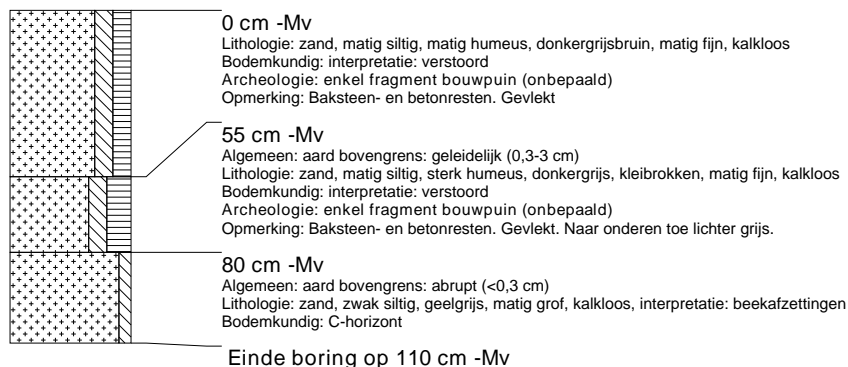 0 cm -Mv
Lithologie: zand, matig siltig, matig humeus, donkergrijsbruin, matig fijn, kalkloos
Bodemkundig: interpretatie: verstoord
Archeologie: enkel fragment bouwpuin (onbepaald)
Opmerking: Baksteen- en betonresten. Gevlekt
55 cm -Mv
Algemeen: aard bovengrens: geleidelijk (0,3-3 cm)
Lithologie: zand, matig siltig, sterk humeus, donkergrijs, kleibrokken, matig fijn, kalkloos
Bodemkundig: interpretatie: verstoord
Archeologie: enkel fragment bouwpuin (onbepaald)
Opmerking: Baksteen- en betonresten. Gevlekt. Naar onderen toe lichter grijs.
80 cm -Mv
Algemeen: aard bovengrens: abrupt (<0,3 cm)
Lithologie: zand, zwak siltig, geelgrijs, matig grof, kalkloos, interpretatie: beekafzettingen
Bodemkundig: C-horizont
Einde boring op 110 cm -Mv